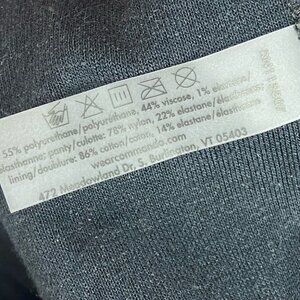 55% polyurethane/ polyuréthane, 44% viscose, 1% elastane/
élasthanne; panty/culotte: 78% nylon, 22% elastane/élasthanne;
lining/doublure: 86% cotton/coton, 14% elastane/élasthanne
wearcommando.com
472 Meadowland Dr. S. Burlington, VT 05403